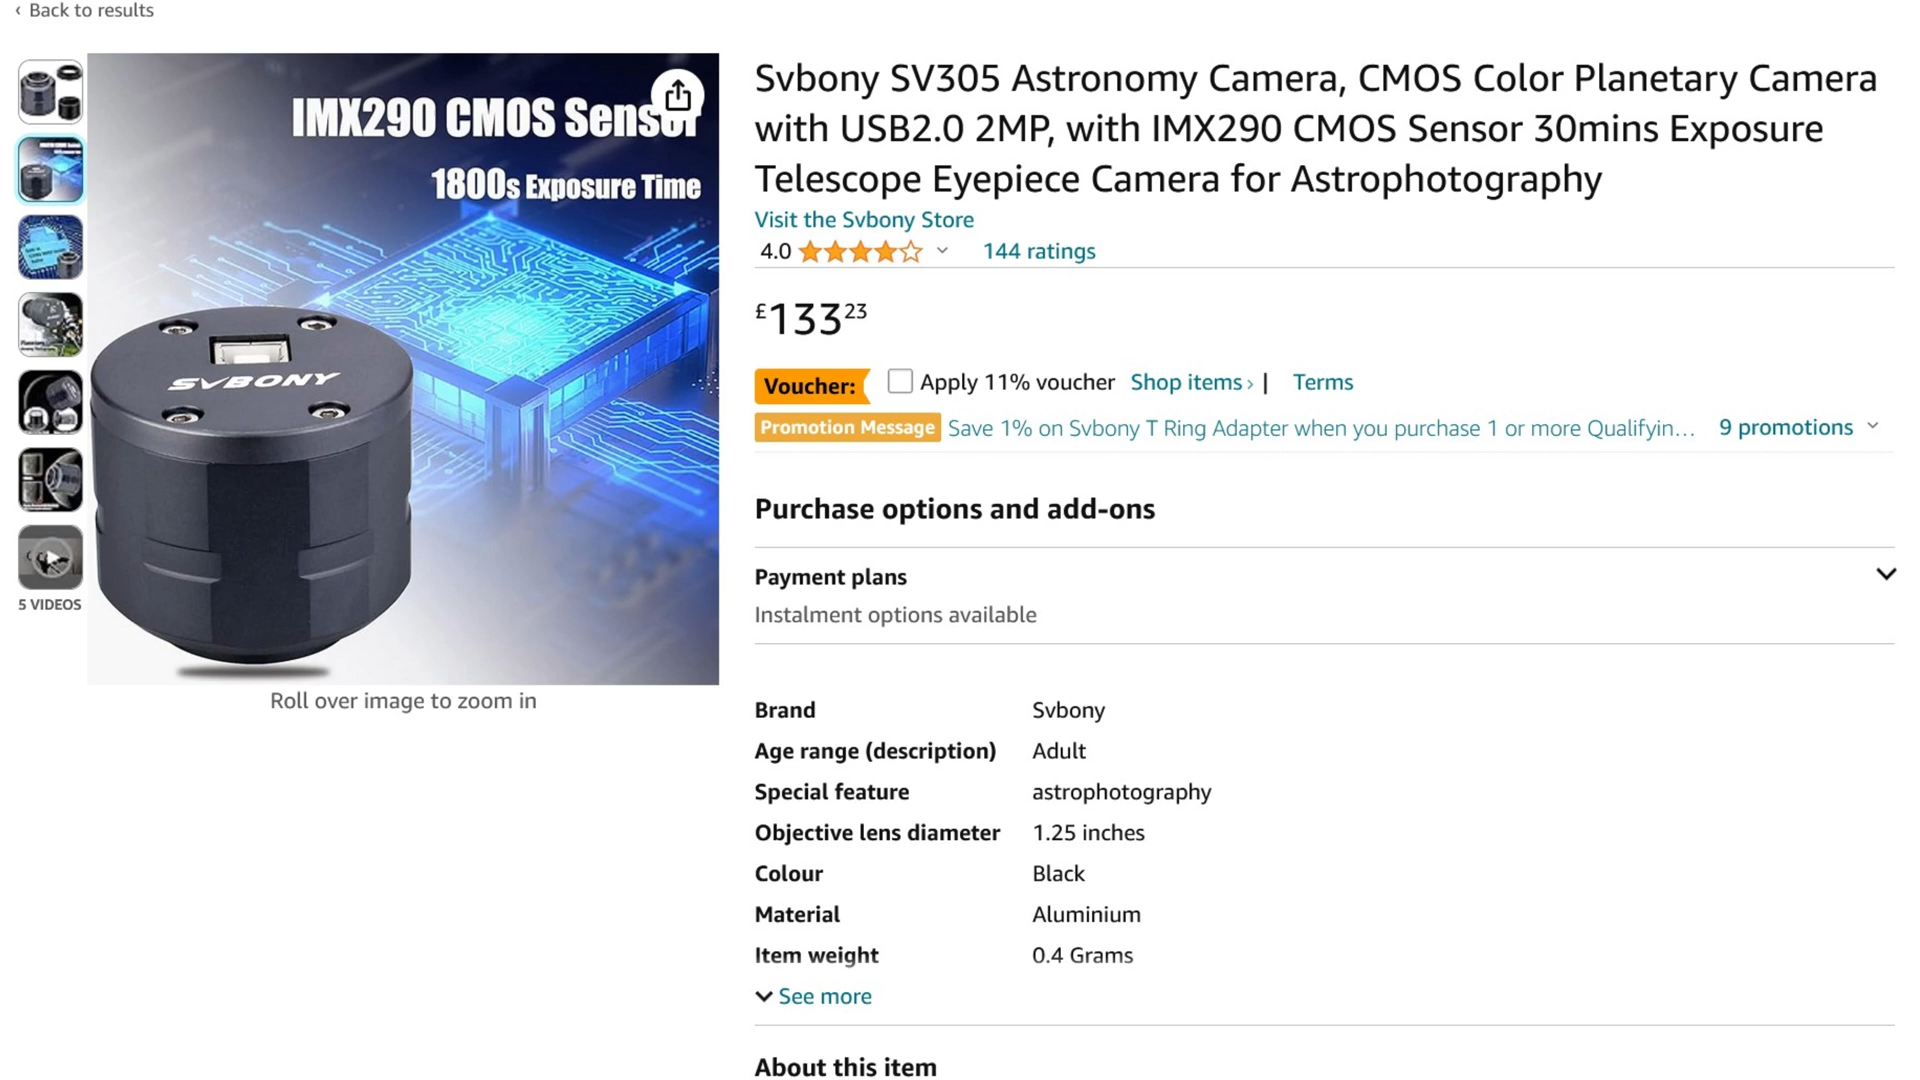 ‹ Back to results
IMX290 CMOS Sensor
1800s Exposure Time
SVBONY
5 VIDEOS
Roll over image to zoom in
Svbony SV305 Astronomy Camera, CMOS Color Planetary Camera
with USB2.0 2MP, with IMX290 CMOS Sensor 30mins Exposure
Telescope Eyepiece Camera for Astrophotography
Visit the Svbony Store
4.0 144 ratings
£133 23
Voucher: Apply 11% voucher Shop items › | Terms
Promotion Message Save 1% on Svbony T Ring Adapter when you purchase 1 or more Qualifyin... 9 promotions
Purchase options and add-ons
Payment plans
Instalment options available
Brand Svbony
Age range (description) Adult
Special feature astrophotography
Objective lens diameter 1.25 inches
Colour Black
Material Aluminium
Item weight 0.4 Grams
See more
About this item